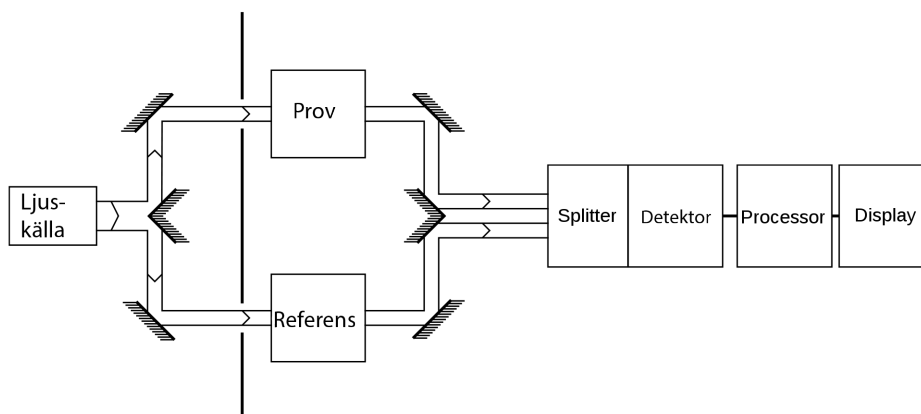 Ljus-
källa
Prov
Referens
Splitter
Detektor
Processor
Display